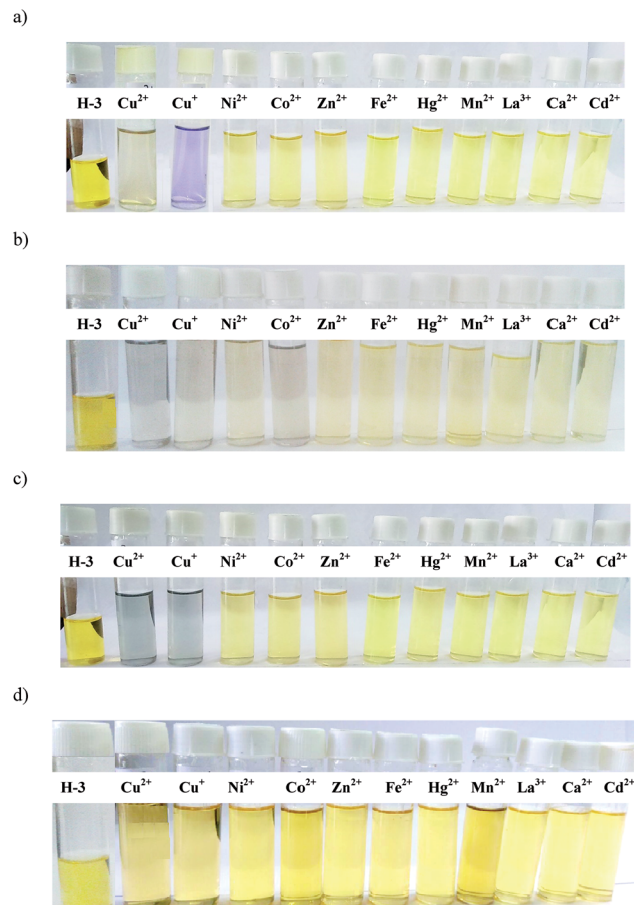 a)
H-3 Cu²⁺ Cu⁺ Ni²⁺ Co²⁺ Zn²⁺ Fe²⁺ Hg²⁺ Mn²⁺ La³⁺ Ca²⁺ Cd²⁺
b)
H-3 Cu²⁺ Cu⁺ Ni²⁺ Co²⁺ Zn²⁺ Fe²⁺ Hg²⁺ Mn²⁺ La³⁺ Ca²⁺ Cd²⁺
c)
H-3 Cu²⁺ Cu⁺ Ni²⁺ Co²⁺ Zn²⁺ Fe²⁺ Hg²⁺ Mn²⁺ La³⁺ Ca²⁺ Cd²⁺
d)
H-3 Cu²⁺ Cu⁺ Ni²⁺ Co²⁺ Zn²⁺ Fe²⁺ Hg²⁺ Mn²⁺ La³⁺ Ca²⁺ Cd²⁺